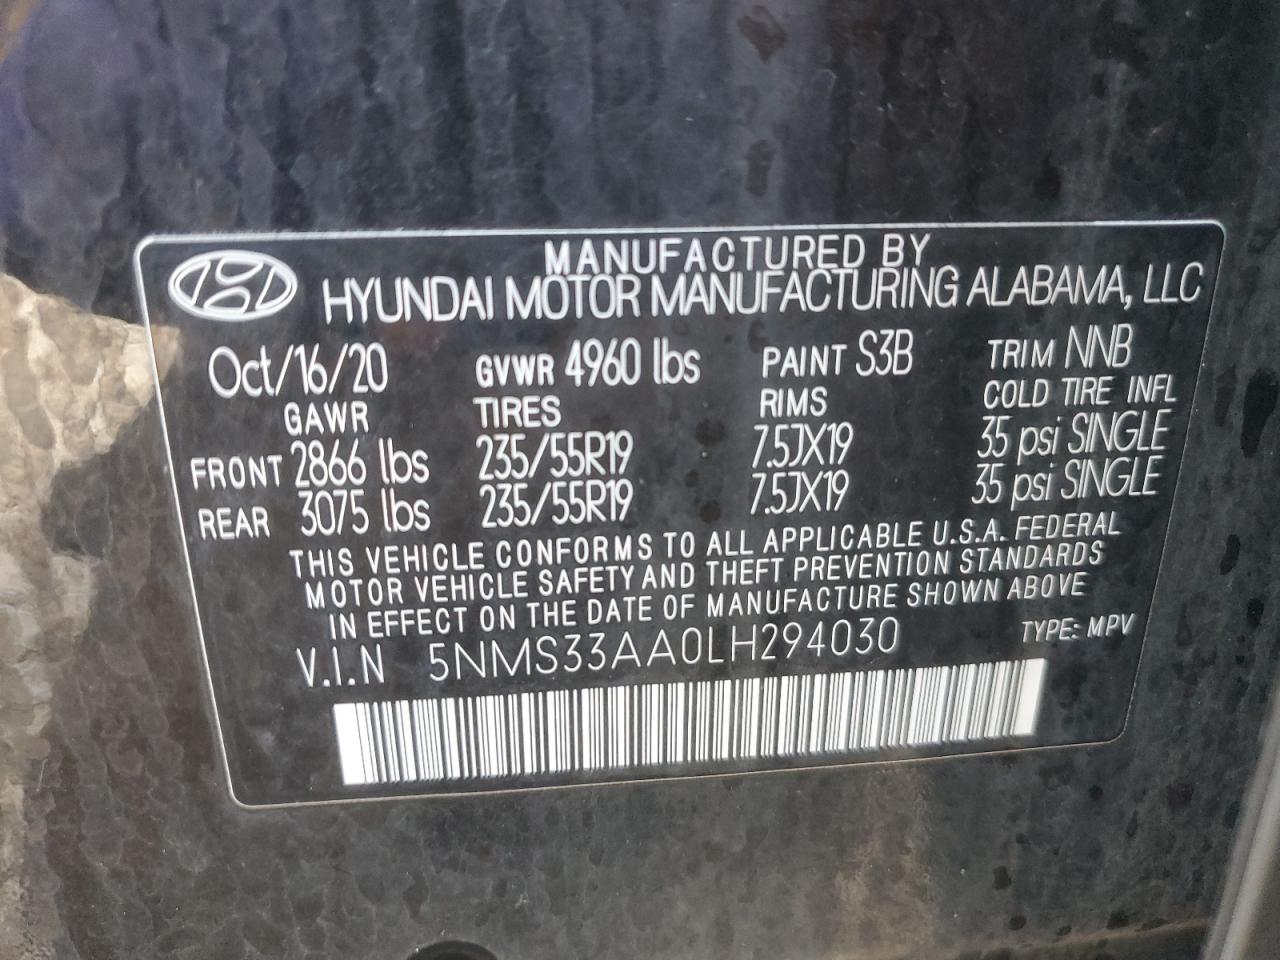 MANUFACTURED BY
HYUNDAI MOTOR MANUFACTURING ALABAMA, LLC
Oct/16/20 GVWR 4960 lbs PAINT S3B TRIM NNB
GAWR TIRES RIMS COLD TIRE INFL
FRONT 2866 lbs 235/55R19 7.5JX19 35 psi SINGLE
REAR 3075 lbs 235/55R19 7.5JX19 35 psi SINGLE
THIS VEHICLE CONFORMS TO ALL APPLICABLE U.S.A. FEDERAL
MOTOR VEHICLE SAFETY AND THEFT PREVENTION STANDARDS
IN EFFECT ON THE DATE OF MANUFACTURE SHOWN ABOVE
V.I.N 5NMS33AA0LH294030 TYPE: MPV